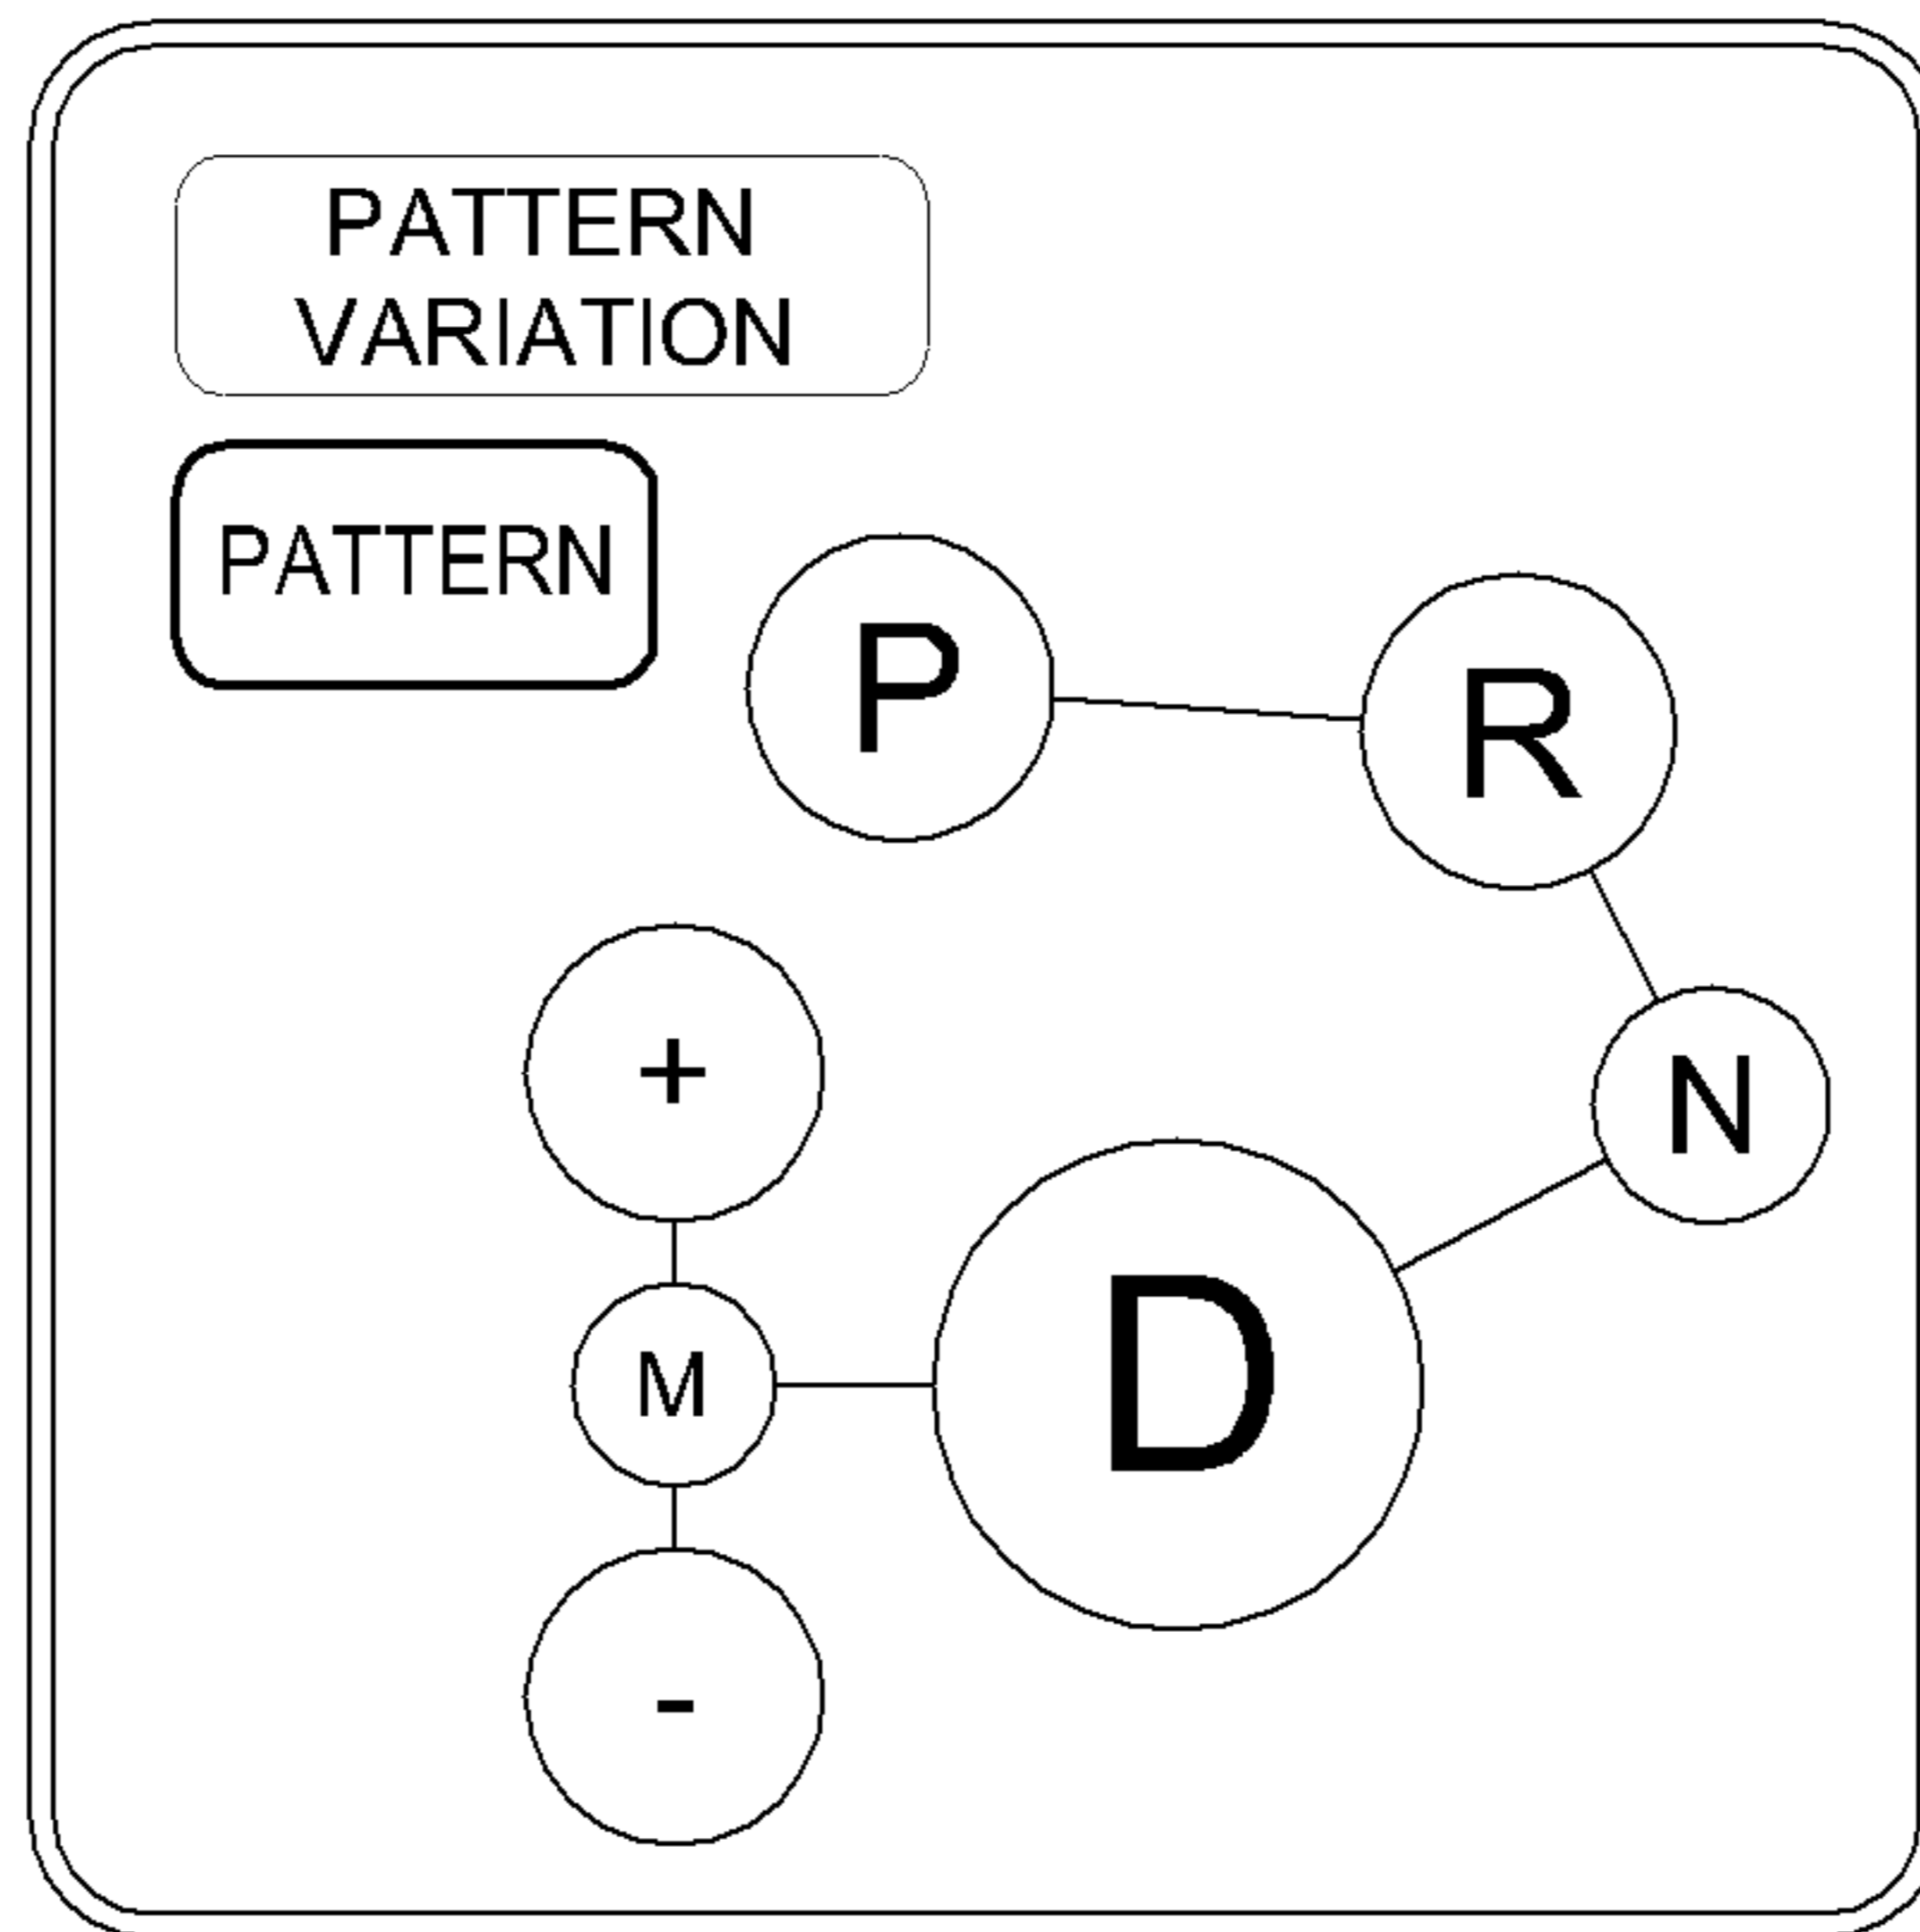 PATTERN
VARIATION
PATTERN
P
R
+
N
M
D
-